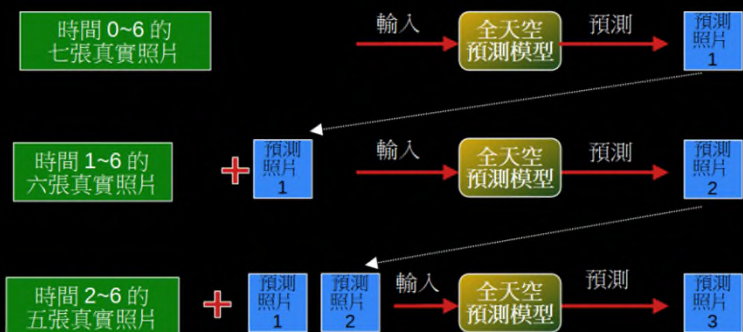 時間 0~6 的
七張真實照片
輸入
全天空
預測模型
預測
預測
照片
1
時間 1~6 的
六張真實照片
預測
照片
1
輸入
全天空
預測模型
預測
預測
照片
2
時間 2~6 的
五張真實照片
預測
照片
1
預測
照片
2
輸入
全天空
預測模型
預測
預測
照片
3